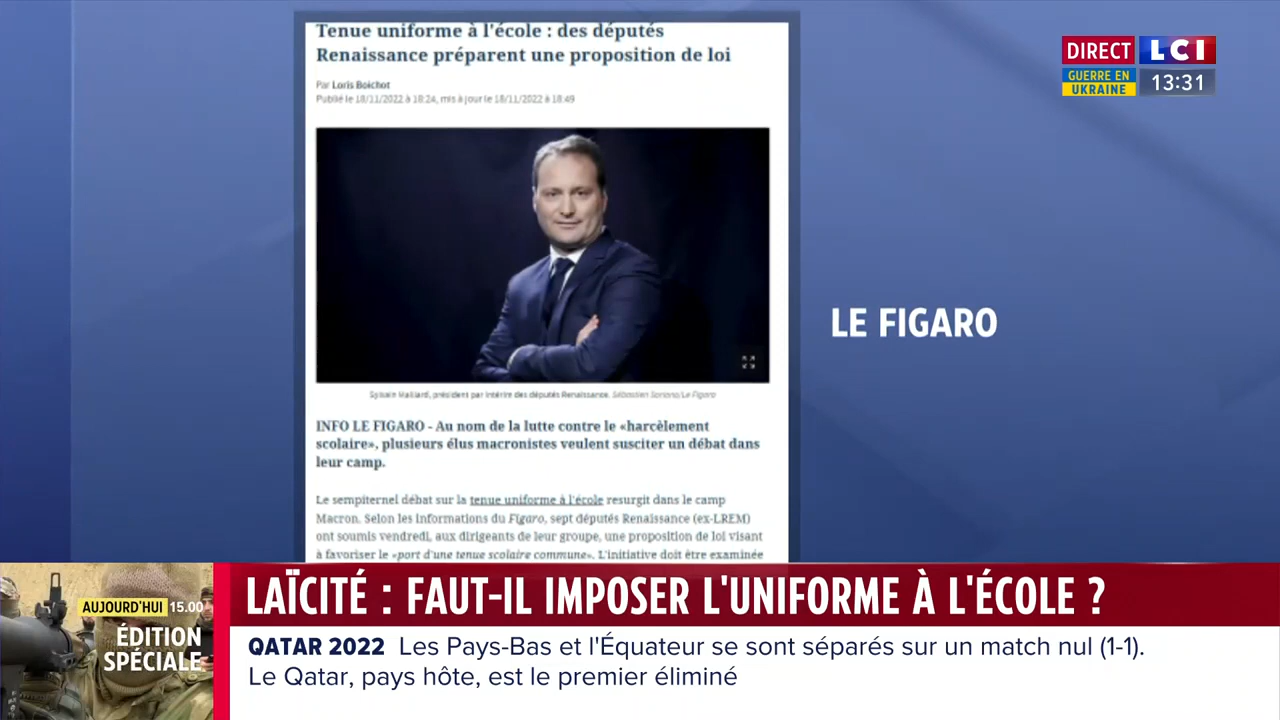 Tenue uniforme à l'école : des députés
Renaissance préparent une proposition de loi
Par Loris Boichot
Publié le 18/11/2022 à 18:24, mis à jour le 18/11/2022 à 18:49
Sylvain Maillard, président par intérim des députés Renaissance. Sébastien Soriano/Le Figaro
INFO LE FIGARO - Au nom de la lutte contre le «harcèlement
scolaire», plusieurs élus macronistes veulent susciter un débat dans
leur camp.
Le sempiternel débat sur la tenue uniforme à l'école resurgit dans le camp
Macron. Selon les informations du Figaro, sept députés Renaissance (ex-LREM)
ont soumis vendredi, aux dirigeants de leur groupe, une proposition de loi visant
à favoriser le «port d'une tenue scolaire commune». L'initiative doit être examinée
LE FIGARO
DIRECT LCI
GUERRE EN
UKRAINE
13:31
AUJOURD'HUI 15.00
ÉDITION
SPÉCIALE
LAÏCITÉ : FAUT-IL IMPOSER L'UNIFORME À L'ÉCOLE ?
QATAR 2022 Les Pays-Bas et l'Équateur se sont séparés sur un match nul (1-1).
Le Qatar, pays hôte, est le premier éliminé